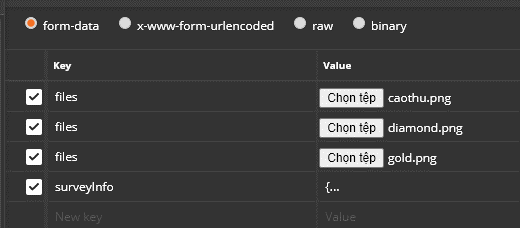 form-data x-www-form-urlencoded raw binary
Key Value
files Chọn tệp caothu.png
files Chọn tệp diamond.png
files Chọn tệp gold.png
surveyInfo {...
New key Value